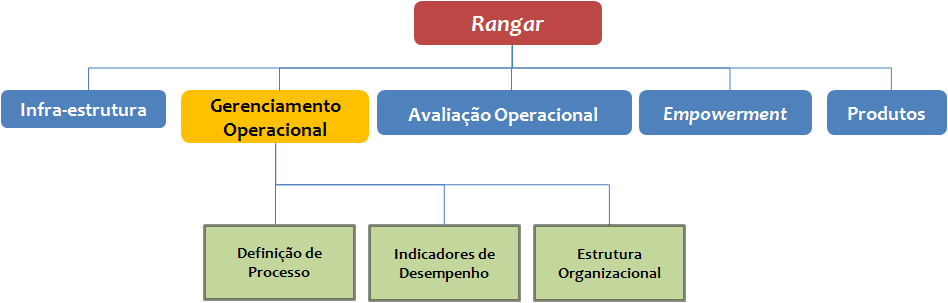 Rangar
Infra-estrutura
Gerenciamento
Operacional
Avaliação Operacional
Empowerment
Produtos
Definição de
Processo
Indicadores de
Desempenho
Estrutura
Organizacional